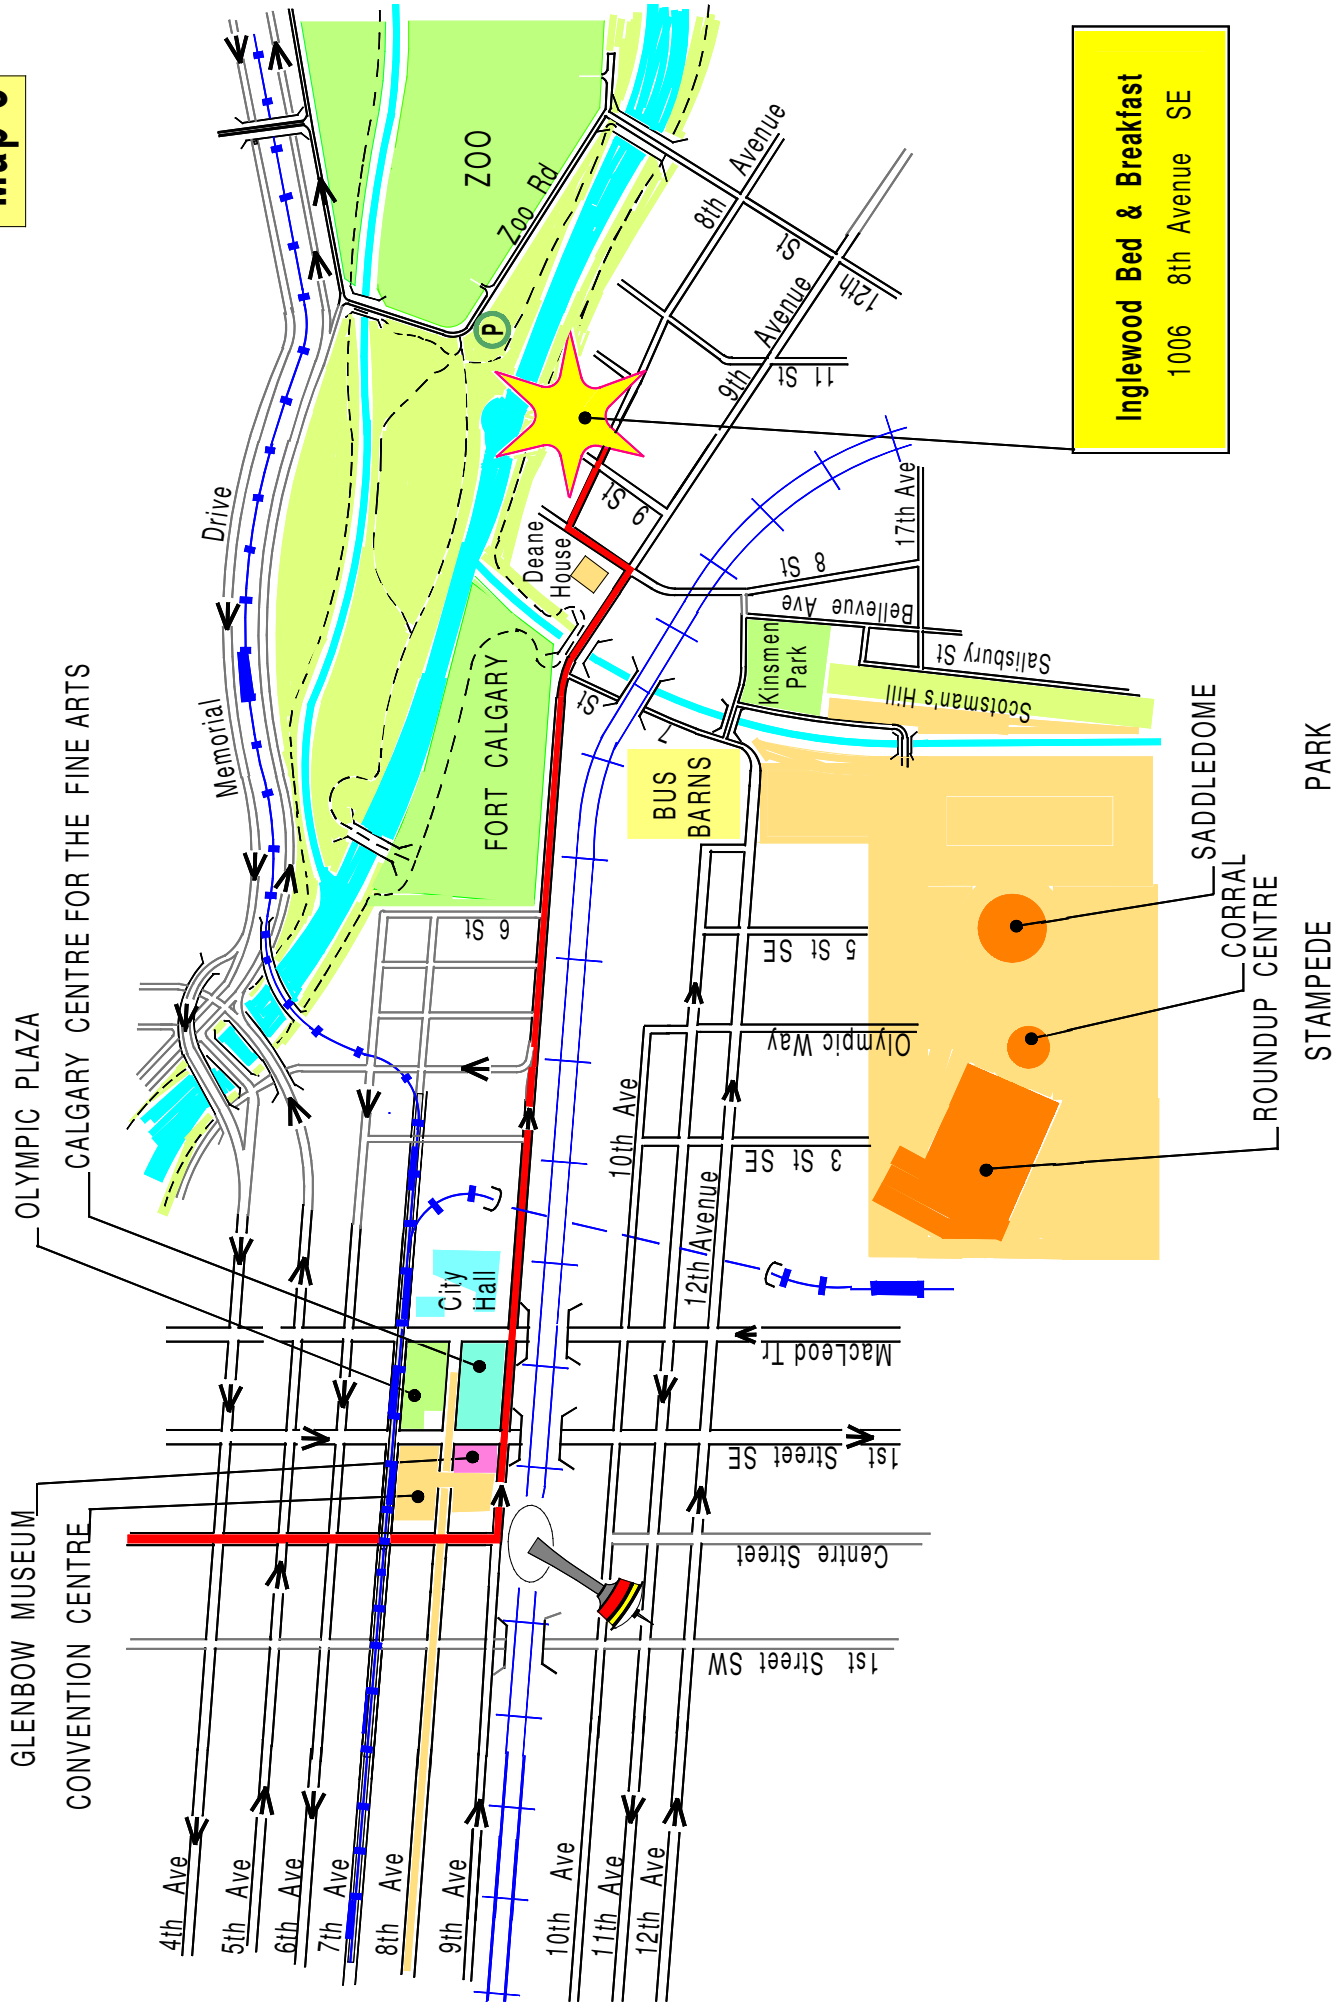 GLENBOW MUSEUM
CONVENTION CENTRE
OLYMPIC PLAZA
CALGARY CENTRE FOR THE FINE ARTS
Memorial Drive
ZOO
Zoo Rd
P
4th Ave
5th Ave
6th Ave
7th Ave
8th Ave
9th Ave
10th Ave
11th Ave
12th Ave
City
Hall
FORT CALGARY
6 St
Deane
House
9 St
8th Avenue
9th Avenue
11 St
12th St
7 St
8 St
17th Ave
Bellevue Ave
Salisbury St
Scotsman's Hill
Kinsmen
Park
BUS
BARNS
10th Ave
12th Avenue
5 St SE
Olympic Way
3 St SE
MacLeod Tr
1st Street SE
Centre Street
1st Street SW
SADDLEDOME
CORRAL
ROUNDUP CENTRE
STAMPEDE PARK
Inglewood Bed & Breakfast
1006 8th Avenue SE